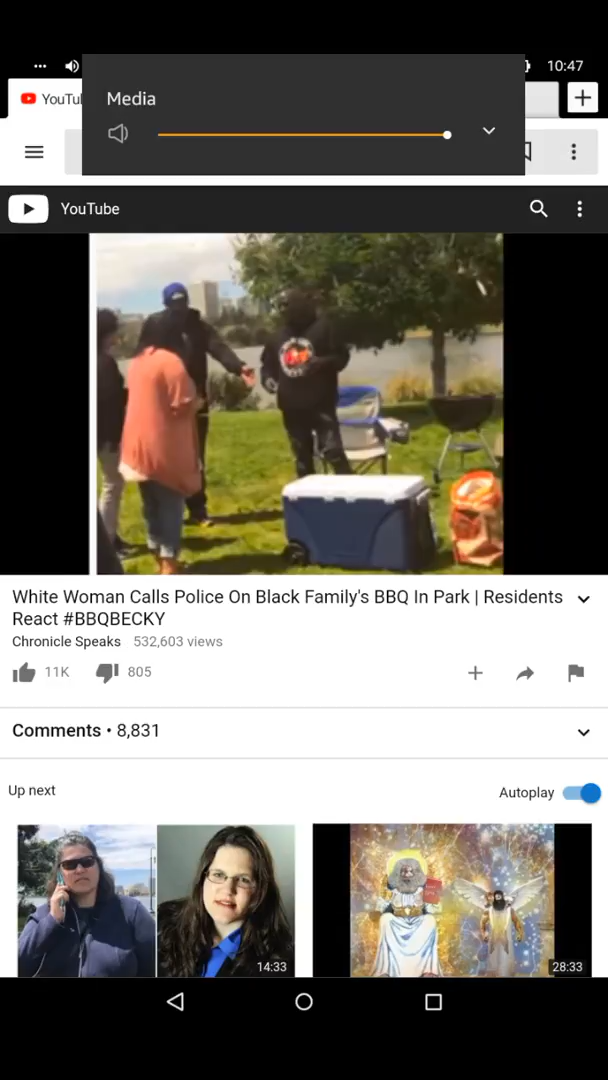 10:47
YouTu
Media
YouTube
White Woman Calls Police On Black Family's BBQ In Park | Residents
React #BBQBECKY
Chronicle Speaks 532,603 views
11K 805
Comments • 8,831
Up next
Autoplay
14:33
28:33